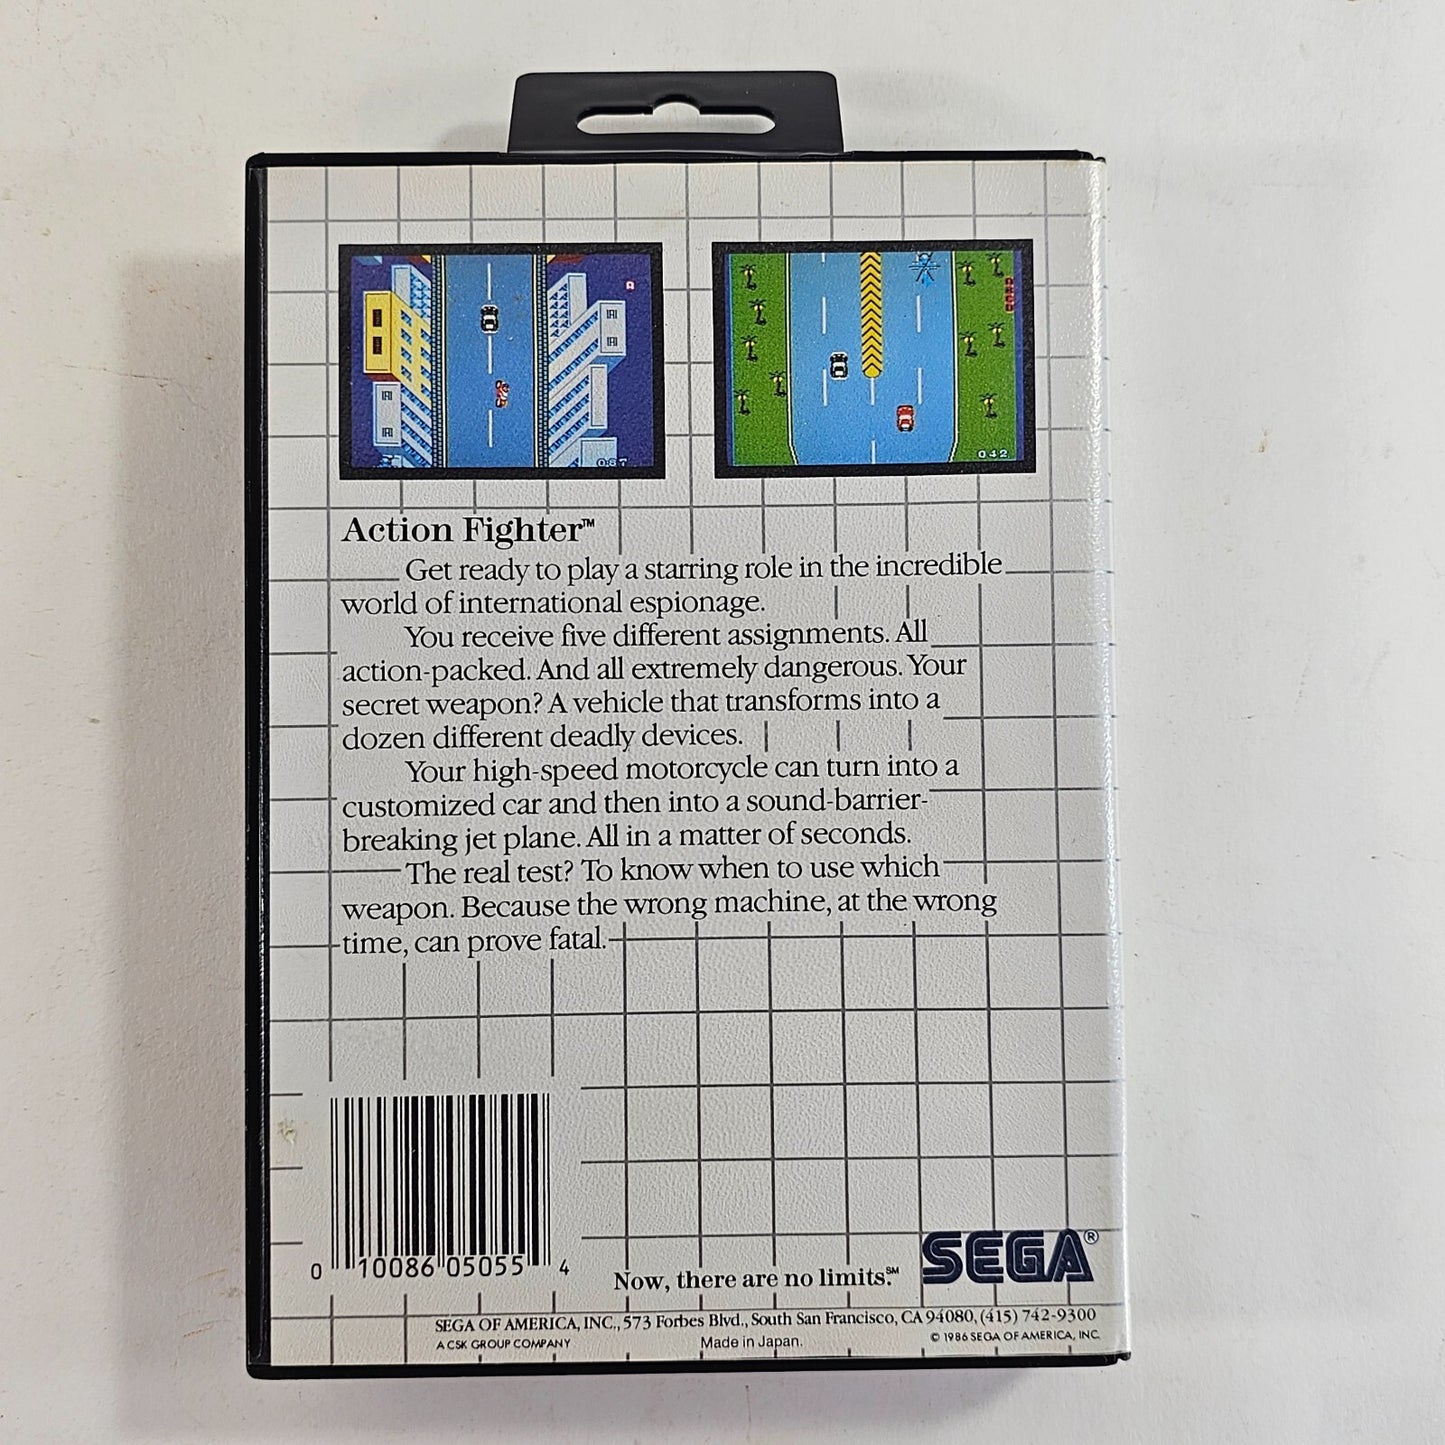 A
067
042
Action Fighter™
Get ready to play a starring role in the incredible
world of international espionage.
You receive five different assignments. All
action-packed. And all extremely dangerous. Your
secret weapon? A vehicle that transforms into a
dozen different deadly devices.
Your high-speed motorcycle can turn into a
customized car and then into a sound-barrier-
breaking jet plane. All in a matter of seconds.
The real test? To know when to use which
weapon. Because the wrong machine, at the wrong
time, can prove fatal.
0 10086 05055 4
Now, there are no limits.℠
SEGA®
SEGA OF AMERICA, INC., 573 Forbes Blvd., South San Francisco, CA 94080, (415) 742-9300
A CSK GROUP COMPANY Made in Japan. © 1986 SEGA OF AMERICA, INC.